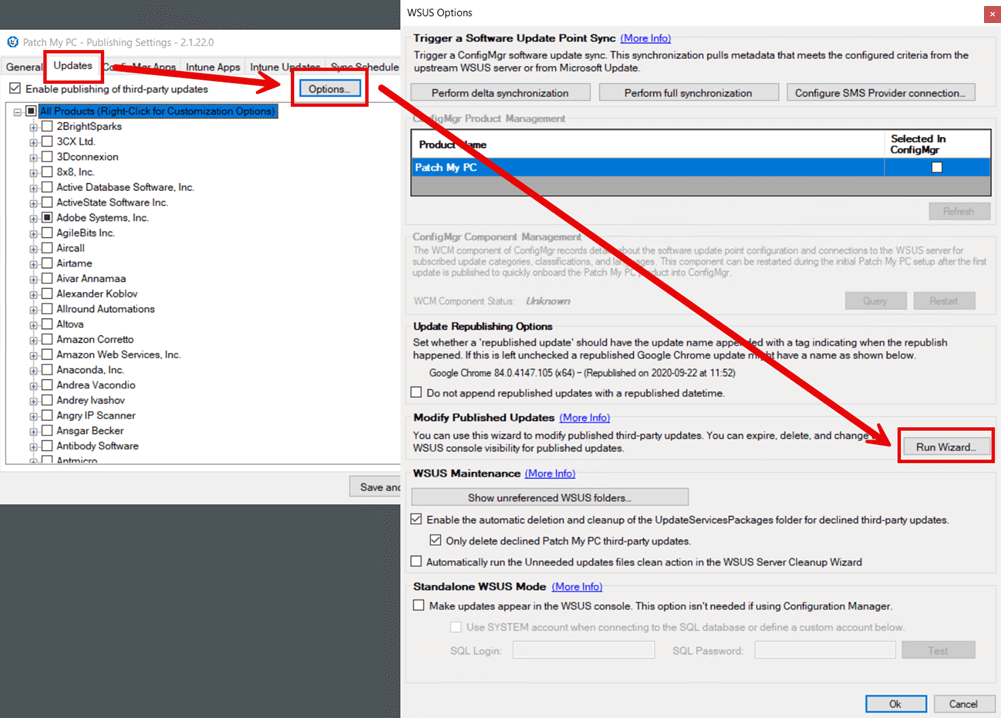 Patch My PC - Publishing Settings - 2.1.22.0
General
Updates
ConfigMgr Apps
Intune Apps
Intune Updates
Sync Schedule
Enable publishing of third-party updates
Options...
All Products (Right-Click for Customization Options)
2BrightSparks
3CX Ltd.
3Dconnexion
8x8, Inc.
Active Database Software, Inc.
ActiveState Software Inc.
Adobe Systems, Inc.
AgileBits Inc.
Aircall
Airtame
Aivar Annamaa
Alexander Koblov
Allround Automations
Altova
Amazon Corretto
Amazon Web Services, Inc.
Anaconda, Inc.
Andrea Vacondio
Andrey Ivashov
Angry IP Scanner
Ansgar Becker
Antibody Software
Antmicro
Save and
WSUS Options
Trigger a Software Update Point Sync (More Info)
Trigger a ConfigMgr software update sync. This synchronization pulls metadata that meets the configured criteria from the
upstream WSUS server or from Microsoft Update.
Perform delta synchronization
Perform full synchronization
Configure SMS Provider connection...
ConfigMgr Product Management
Product Name
Selected In
ConfigMgr
Patch My PC
Refresh
ConfigMgr Component Management
The WCM component of ConfigMgr records details about the software update point configuration and connections to the WSUS server for
subscribed update categories, classifications, and languages. This component can be restarted during the initial Patch My PC setup after the first
update is published to quickly onboard the Patch My PC product into ConfigMgr.
WCM Component Status: Unknown
Query
Restart
Update Republishing Options
Set whether a 'republished update' should have the update name appended with a tag indicating when the republish
happened. If this is left unchecked a republished Google Chrome update might have a name as shown below.
Google Chrome 84.0.4147.105 (x64) – (Republished on 2020-09-22 at 11:52)
Do not append republished updates with a republished datetime.
Modify Published Updates (More Info)
You can use this wizard to modify published third-party updates. You can expire, delete, and change
WSUS console visibility for published updates.
Run Wizard...
WSUS Maintenance (More Info)
Show unreferenced WSUS folders...
Enable the automatic deletion and cleanup of the UpdateServicesPackages folder for declined third-party updates.
Only delete declined Patch My PC third-party updates.
Automatically run the Unneeded updates files clean action in the WSUS Server Cleanup Wizard
Standalone WSUS Mode (More Info)
Make updates appear in the WSUS console. This option isn't needed if using Configuration Manager.
Use SYSTEM account when connecting to the SQL database or define a custom account below.
SQL Login:
SQL Password:
Test
Ok
Cancel